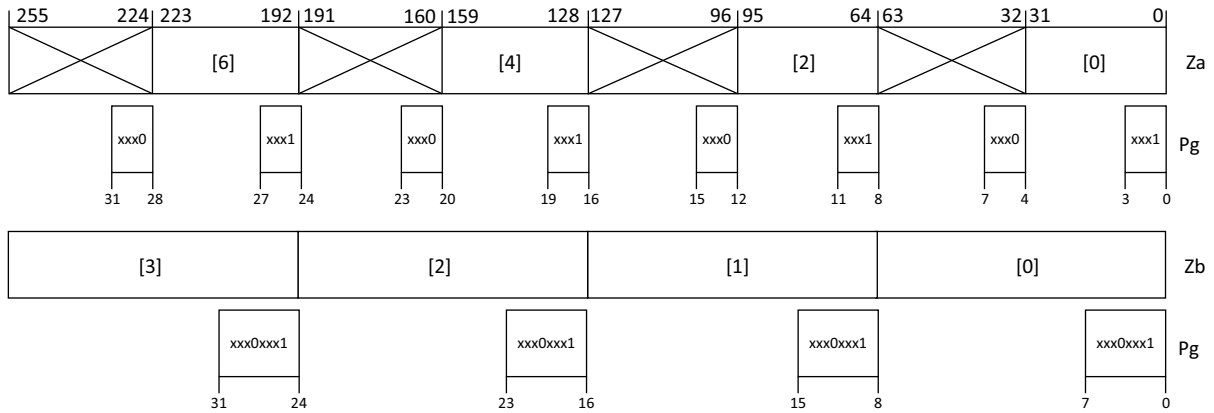 255 224 223 192 191 160 159 128 127 96 95 64 63 32 31 0
[6] [4] [2] [0] Za
xxx0 xxx1 xxx0 xxx1 xxx0 xxx1 xxx0 xxx1 Pg
31 28 27 24 23 20 19 16 15 12 11 8 7 4 3 0
[3] [2] [1] [0] Zb
xxx0xxx1 xxx0xxx1 xxx0xxx1 xxx0xxx1 Pg
31 24 23 16 15 8 7 0